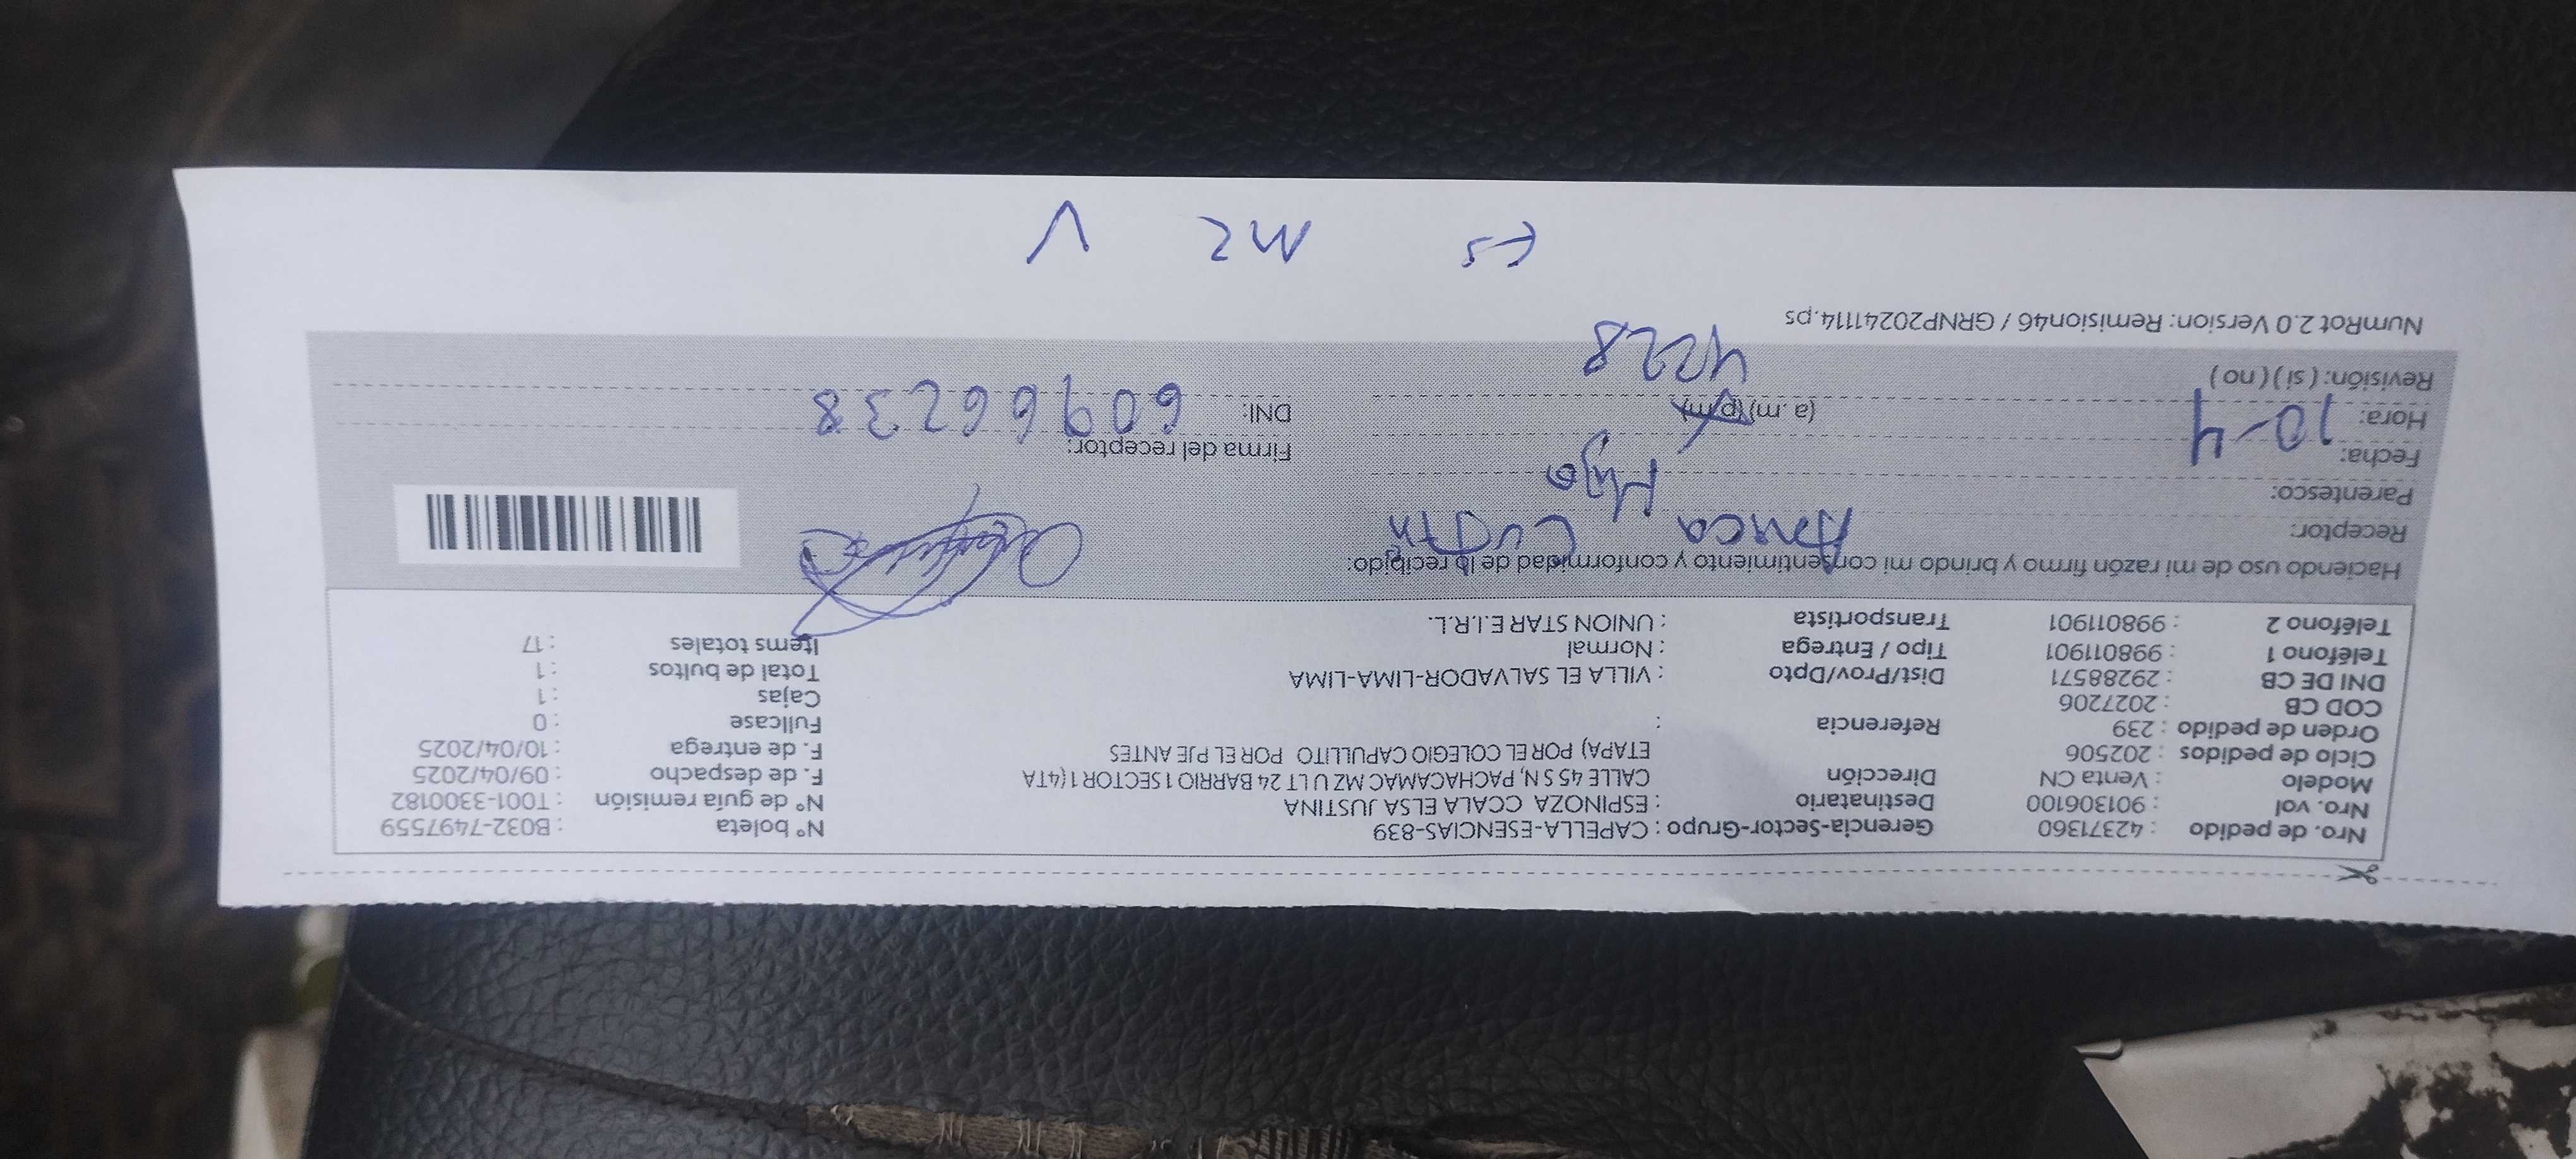 Nro. de pedido : 42371360 Gerencia-Sector-Grupo : CAPELLA-ESENCIAS-839 N° boleta : B032-7497559
Nro. vol : 901306100 Destinatario : ESPINOZA CCALA ELSA JUSTINA N° de guía remisión : T001-3300182
Modelo : Venta CN Dirección CALLE 45 S N, PACHACAMAC MZ U LT 24 BARRIO 1 SECTOR 1 (4TA F. de despacho : 09/04/2025
Ciclo de pedidos : 202506 ETAPA) POR EL COLEGIO CAPULLITO POR EL PJE ANTES F. de entrega : 10/04/2025
Orden de pedido : 239 Referencia : Fullcase : 0
COD CB : 2027206 Cajas : 1
DNI DE CB : 29288571 Dist/Prov/Dpto : VILLA EL SALVADOR-LIMA-LIMA Total de bultos : 1
Teléfono 1 : 998011901 Tipo / Entrega : Normal Items totales : 17
Teléfono 2 : 998011901 Transportista : UNION STAR E.I.R.L.
Haciendo uso de mi razón firmo y brindo mi consentimiento y conformidad de lo recibido:
Receptor:
Parentesco: Hijo
Fecha: 10-4 Firma del receptor:
Hora: (a. m) (p.m) DNI: 60966238
Revisión: ( si ) ( no ) 4228
NumRot 2.0 Version: Remision46 / GRNP20241114.ps
Es MZ V